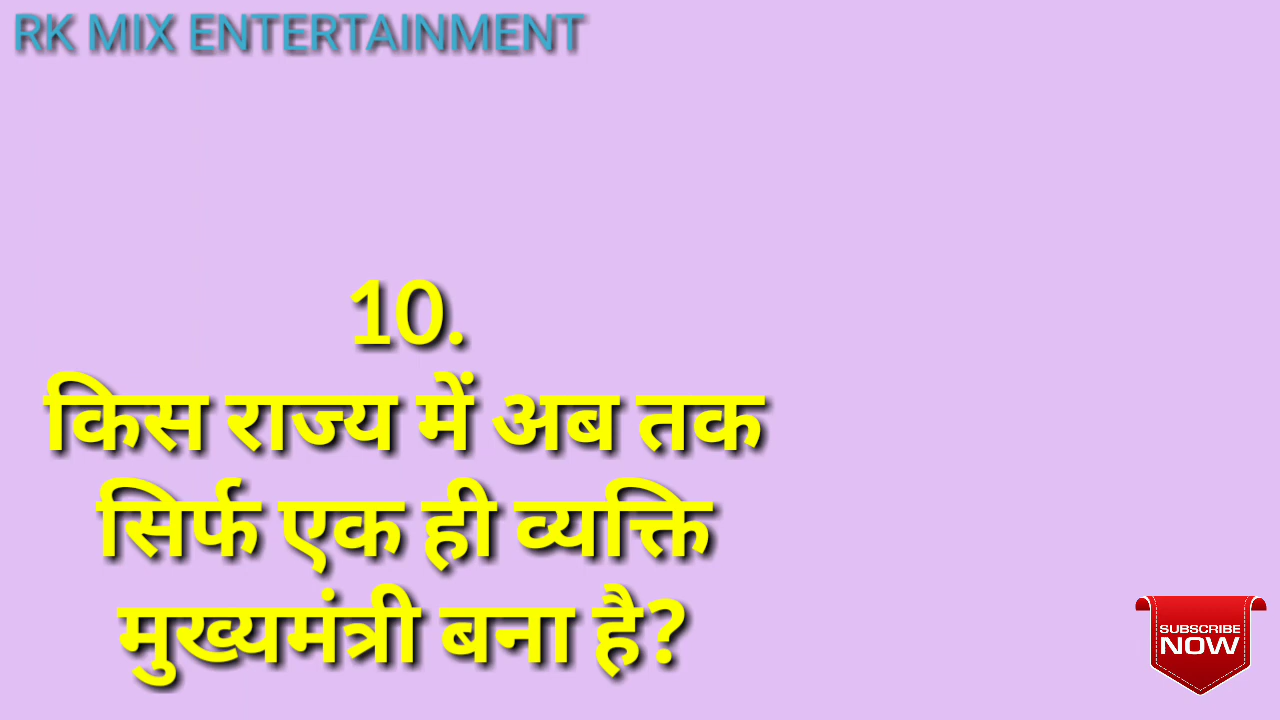 RK MIX ENTERTAINMENT
10.
किस राज्य में अब तक
सिर्फ एक ही व्यक्ति
मुख्यमंत्री बना है?
SUBSCRIBE
NOW